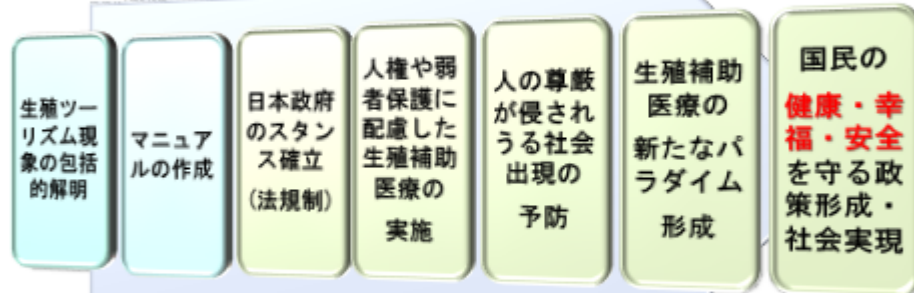 生殖ツー
リズム現
象の包括
的解明
マニュア
ルの作成
日本政府
のスタン
ス確立
(法規制)
人権や弱
者保護に
配慮した
生殖補助
医療の
実施
人の尊厳
が侵され
うる社会
出現の
予防
生殖補助
医療の
新たなパ
ラダイム
形成
国民の
健康・幸
福・安全
を守る政
策形成・
社会実現